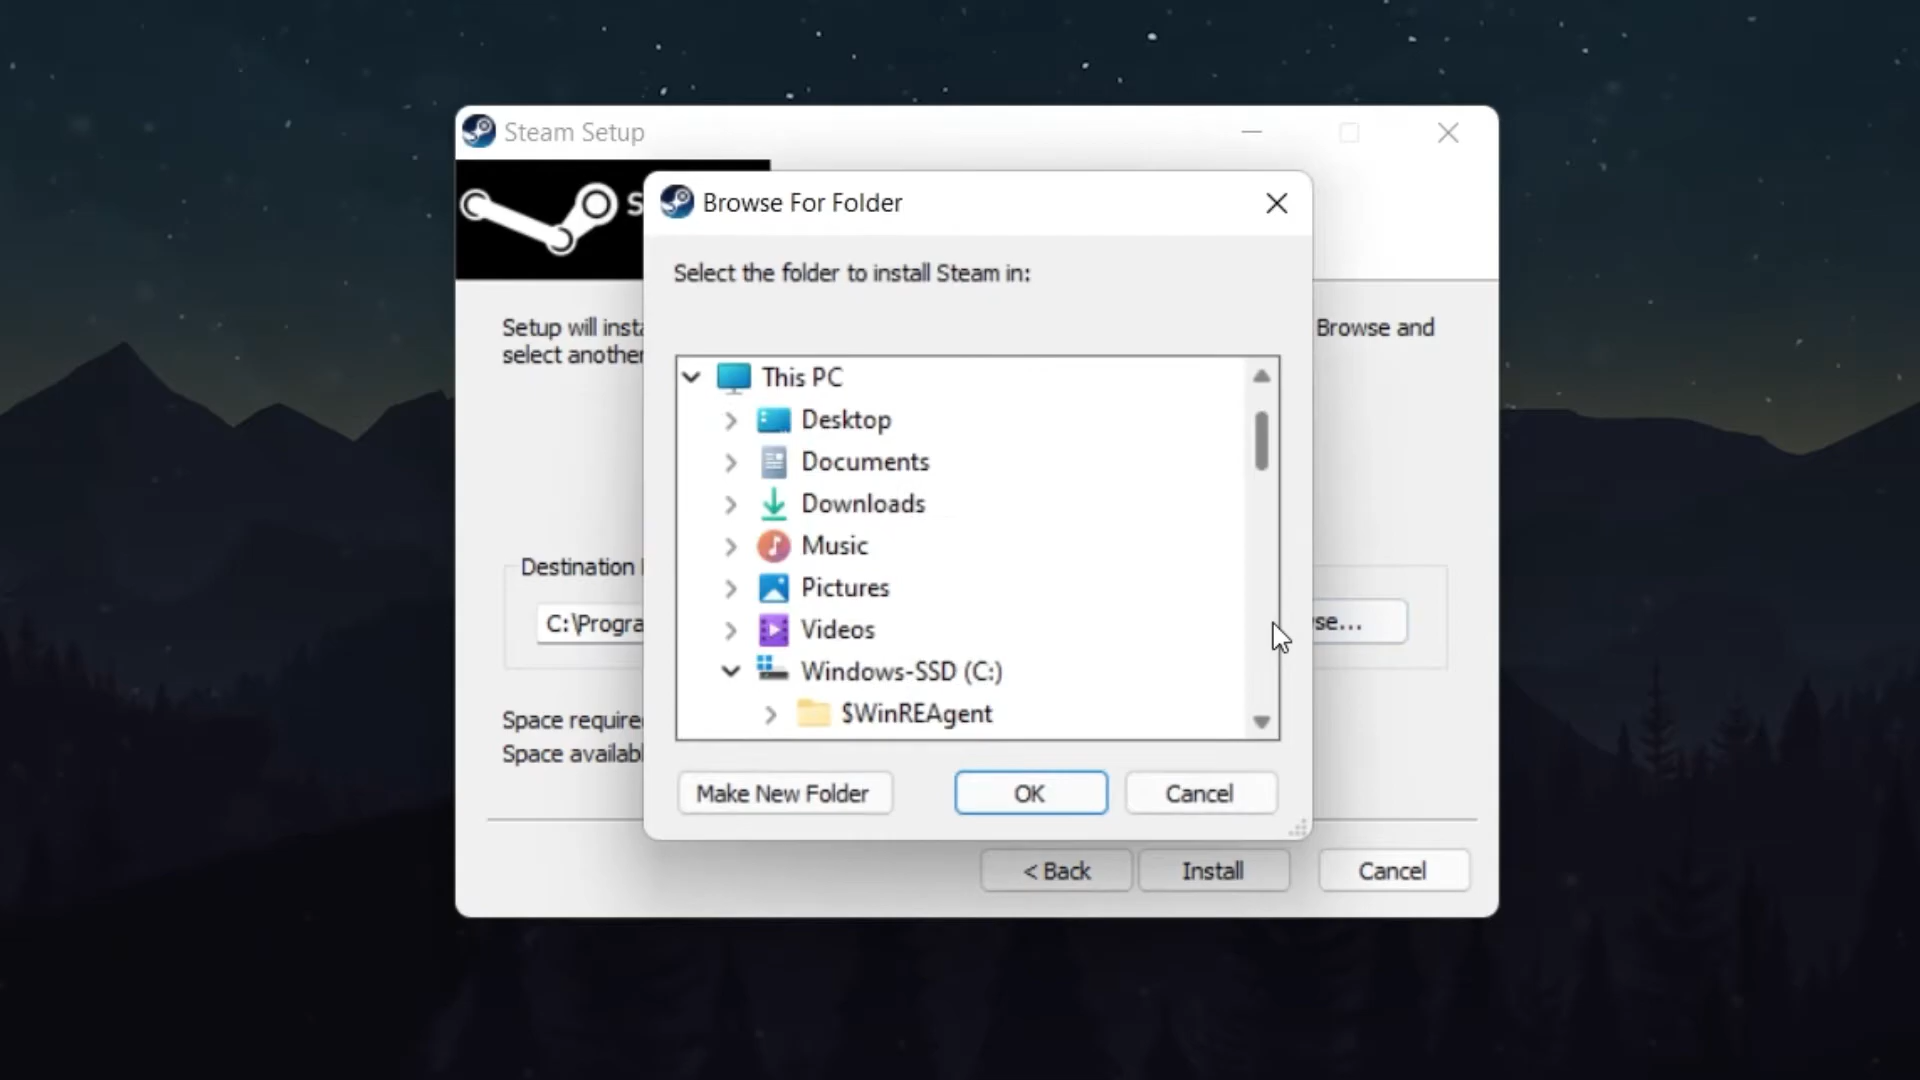 Steam Setup
S
Browse For Folder
Select the folder to install Steam in:
Setup will insta
Browse and
select another
This PC
Desktop
Documents
Downloads
Music
Pictures
Videos
Windows-SSD (C:)
$WinREAgent
Destination
C:\Progra
se...
Space require
Space availab
Make New Folder
OK
Cancel
< Back
Install
Cancel